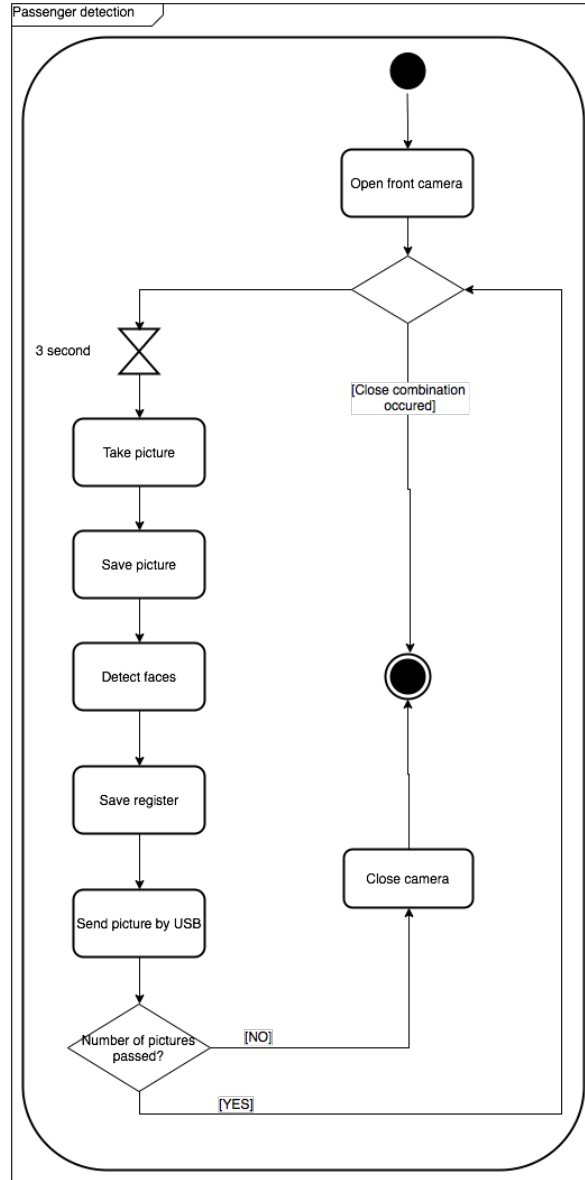 Passenger detection
Open front camera
3 second
[Close combination
occured]
Take picture
Save picture
Detect faces
Save register
Close camera
Send picture by USB
Number of pictures
passed?
[NO]
[YES]